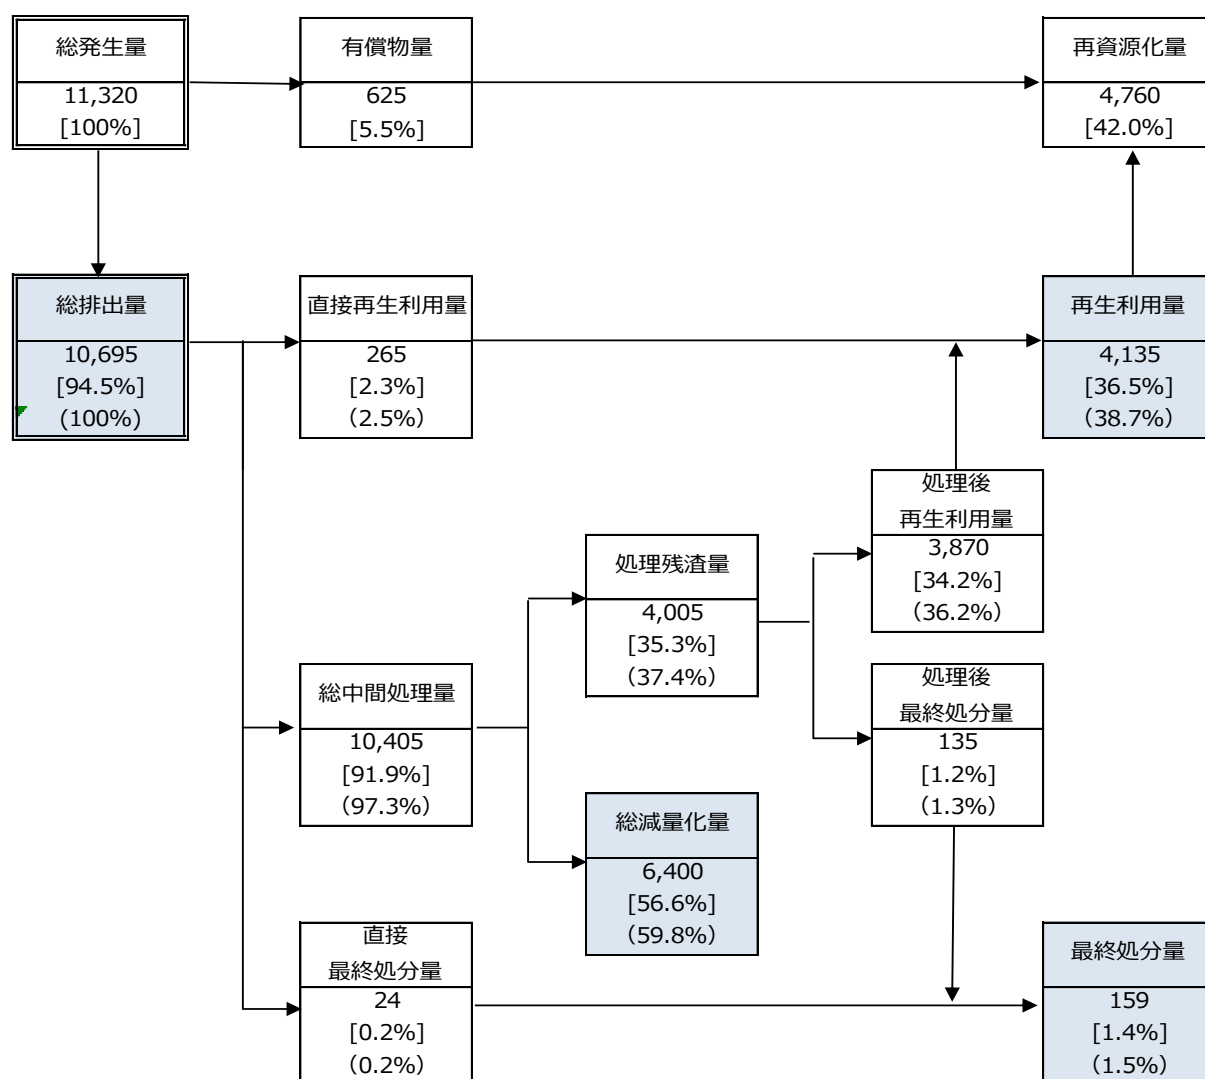 総発生量
11,320
[100%]
有償物量
625
[5.5%]
再資源化量
4,760
[42.0%]
総排出量
10,695
[94.5%]
(100%)
直接再生利用量
265
[2.3%]
(2.5%)
再生利用量
4,135
[36.5%]
(38.7%)
処理後
再生利用量
3,870
[34.2%]
(36.2%)
処理残渣量
4,005
[35.3%]
(37.4%)
総中間処理量
10,405
[91.9%]
(97.3%)
処理後
最終処分量
135
[1.2%]
(1.3%)
総減量化量
6,400
[56.6%]
(59.8%)
直接
最終処分量
24
[0.2%]
(0.2%)
最終処分量
159
[1.4%]
(1.5%)